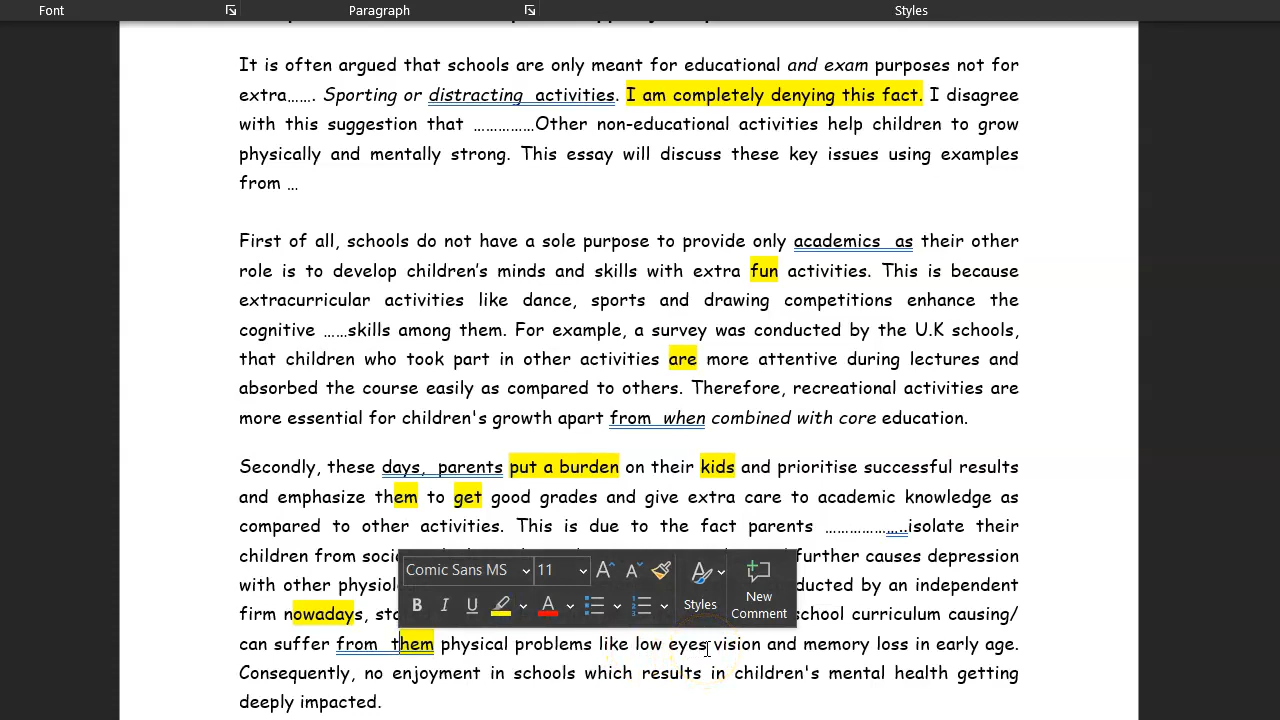 Font Paragraph Styles
It is often argued that schools are only meant for educational and exam purposes not for
extra……. Sporting or distracting activities. I am completely denying this fact. I disagree
with this suggestion that ……………Other non-educational activities help children to grow
physically and mentally strong. This essay will discuss these key issues using examples
from …
First of all, schools do not have a sole purpose to provide only academics as their other
role is to develop children’s minds and skills with extra fun activities. This is because
extracurricular activities like dance, sports and drawing competitions enhance the
cognitive ……skills among them. For example, a survey was conducted by the U.K schools,
that children who took part in other activities are more attentive during lectures and
absorbed the course easily as compared to others. Therefore, recreational activities are
more essential for children's growth apart from when combined with core education.
Secondly, these days, parents put a burden on their kids and prioritise successful results
and emphasize them to get good grades and give extra care to academic knowledge as
compared to other activities. This is due to the fact parents …………………..isolate their
children from further causes depression
with other onducted by an independent
firm nowadays, school curriculum causing/
can suffer from them physical problems like low eyes vision and memory loss in early age.
Consequently, no enjoyment in schools which results in children's mental health getting
deeply impacted.
Comic Sans MS 11
B I U A Styles New
Comment